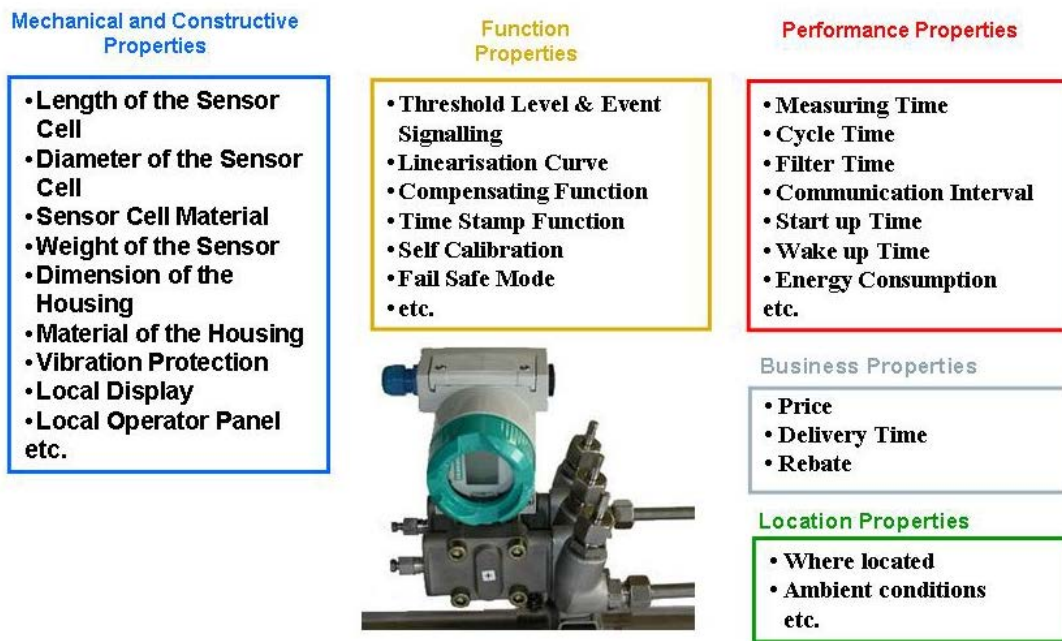 Mechanical and Constructive
Properties
• Length of the Sensor
Cell
• Diameter of the Sensor
Cell
• Sensor Cell Material
• Weight of the Sensor
• Dimension of the
Housing
• Material of the Housing
• Vibration Protection
• Local Display
• Local Operator Panel
etc.
Function
Properties
• Threshold Level & Event
Signalling
• Linearisation Curve
• Compensating Function
• Time Stamp Function
• Self Calibration
• Fail Safe Mode
• etc.
Performance Properties
• Measuring Time
• Cycle Time
• Filter Time
• Communication Interval
• Start up Time
• Wake up Time
• Energy Consumption
etc.
Business Properties
• Price
• Delivery Time
• Rebate
Location Properties
• Where located
• Ambient conditions
etc.